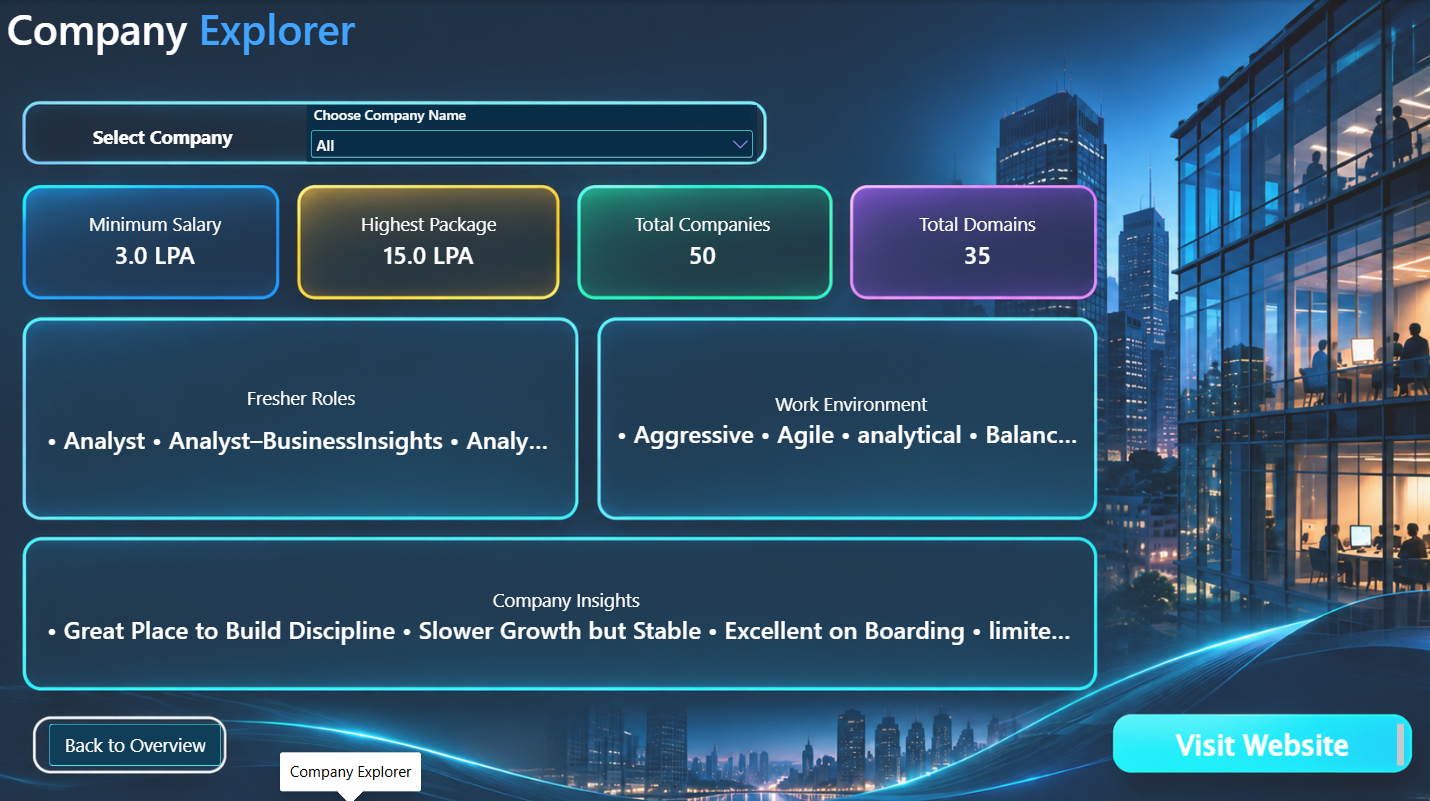 Company Explorer
Choose Company Name
Select Company
All
Minimum Salary
3.0 LPA
Highest Package
15.0 LPA
Total Companies
50
Total Domains
35
Fresher Roles
• Analyst • Analyst–BusinessInsights • Analy...
Work Environment
• Aggressive • Agile • analytical • Balanc...
Company Insights
• Great Place to Build Discipline • Slower Growth but Stable • Excellent on Boarding • limite...
Back to Overview
Company Explorer
Visit Website